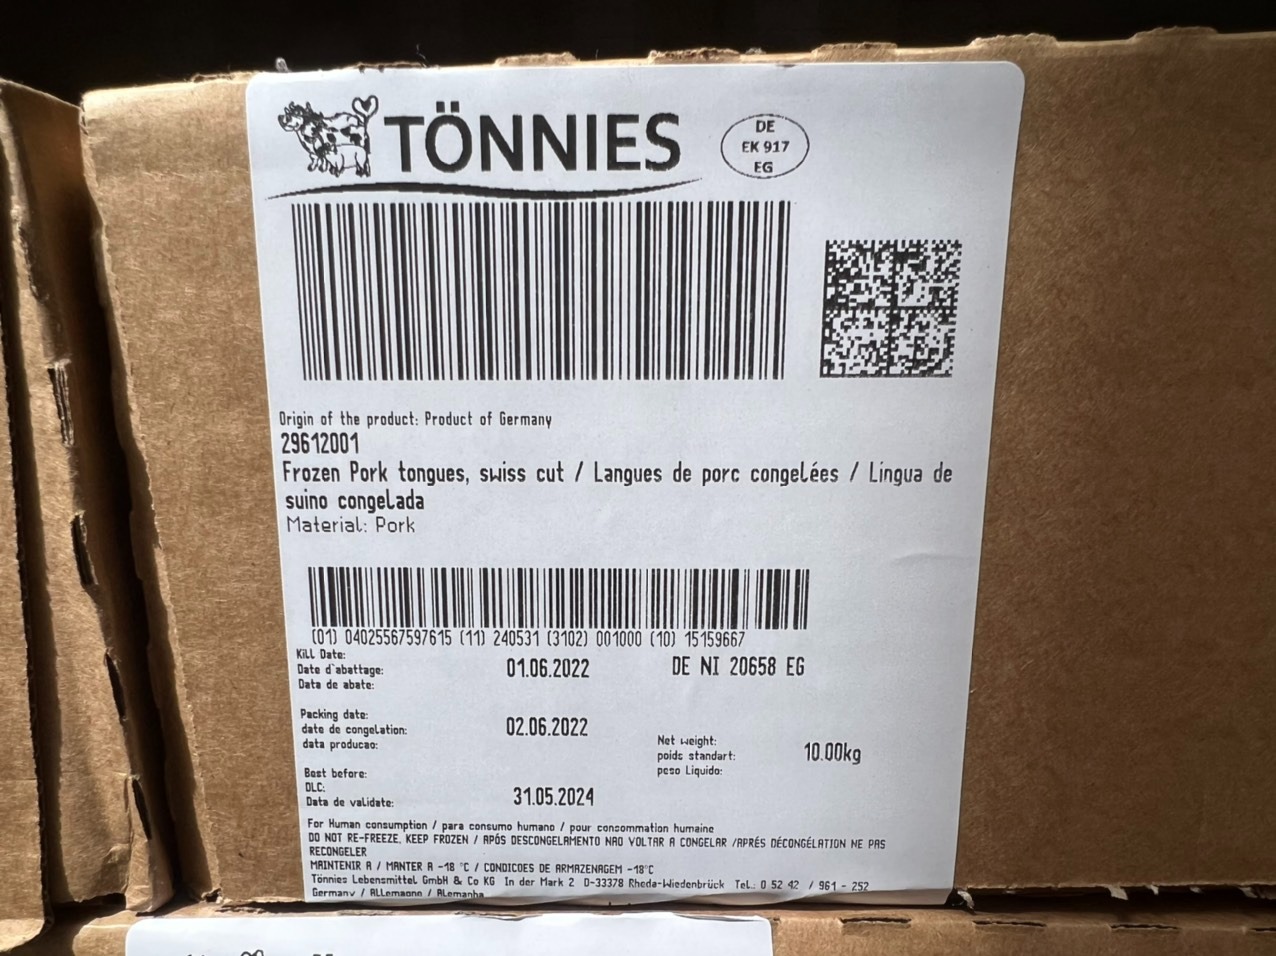 TÖNNIES
DE
EK 917
EG
Origin of the product: Product of Germany
29612001
Frozen Pork tongues, swiss cut / Langues de porc congelées / Lingua de
suino congelada
Material: Pork
(01) 04025567597615 (11) 240531 (3102) 001000 (10) 15159667
Kill Date:
Date d`abattage:
Data de abate:
01.06.2022
DE NI 20658 EG
Packing date:
date de congelation:
data producao:
02.06.2022
Net weight:
poids standart:
peso liquido:
10.00kg
Best before:
DLC:
Data de validate:
31.05.2024
For Human consumption / para consumo humano / pour consommation humaine
DO NOT RE-FREEZE. KEEP FROZEN / APÓS DESCONGELAMENTO NAO VOLTAR A CONGELAR /APRÉS DÉCONGÉLATION NE PAS
RECONGELER
MAINTENIR A / MANTER A -18 °C / CONDICOES DE ARMAZENAGEM -18°C
Tönnies Lebensmittel GmbH & Co KG In der Mark 2 D-33378 Rheda-Wiedenbrück Tel.: 0 52 42 / 961 - 252
Germany / Allemagne / Alemanha